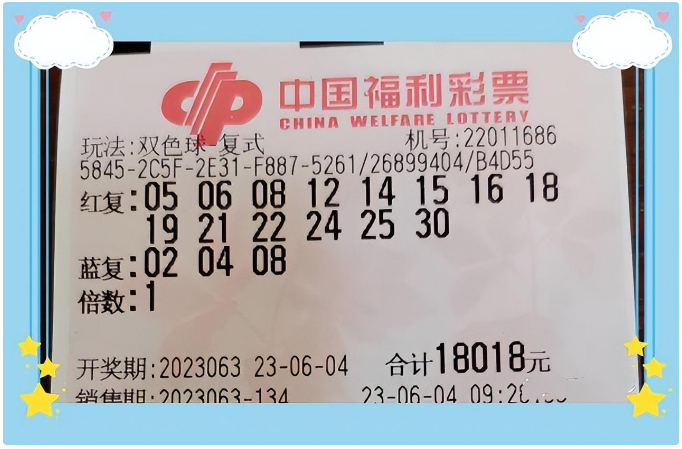 中国福利彩票
CHINA WELFARE LOTTERY
玩法:双色球-复式 机号:22011686
5845-2C5F-2E31-F887-5261/26899404/B4D55
红复:05 06 08 12 14 15 16 18
19 21 22 24 25 30
蓝复:02 04 08
倍数:1
开奖期:2023063 23-06-04 合计18018元
销售期:2023063-134 23-06-04